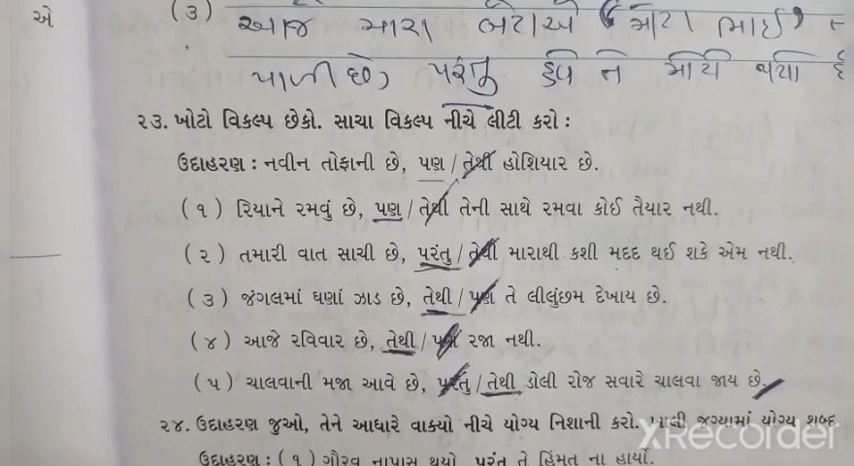 એ
(3) આજે મારા બેટાએ "મોટા ભાઈ"
પાળી છે, પરંતુ
૨૩. ખોટો વિકલ્પ છેકો. સાચા વિકલ્પ નીચે લીટી કરો :
ઉદાહરણ : નવીન તોફાની છે, પણ / તેથી હોશિયાર છે.
(૧) રિયાને રમવું છે, પણ / તેથી તેની સાથે રમવા કોઈ તૈયાર નથી.
(૨) તમારી વાત સાચી છે, પરંતુ / તેથી મારાથી કશી મદદ થઈ શકે એમ નથી.
(૩) જંગલમાં ઘણાં ઝાડ છે, તેથી / પણ તે લીલુંછમ દેખાય છે.
(૪) આજે રવિવાર છે, તેથી / પણ રજા નથી.
(૫) ચાલવાની મજા આવે છે, પરંતુ / તેથી ડોલી રોજ સવારે ચાલવા જાય છે.
૨૪. ઉદાહરણ જુઓ, તેને આધારે વાક્યો નીચે યોગ્ય નિશાની કરો. ખાલી જગ્યામાં યોગ્ય શબ્દ
ઉદાહરણ : (૧) ગૌરવ નાપાસ થયો, પરંતુ તે હિંમત ના હાર્યો.
XRecorder